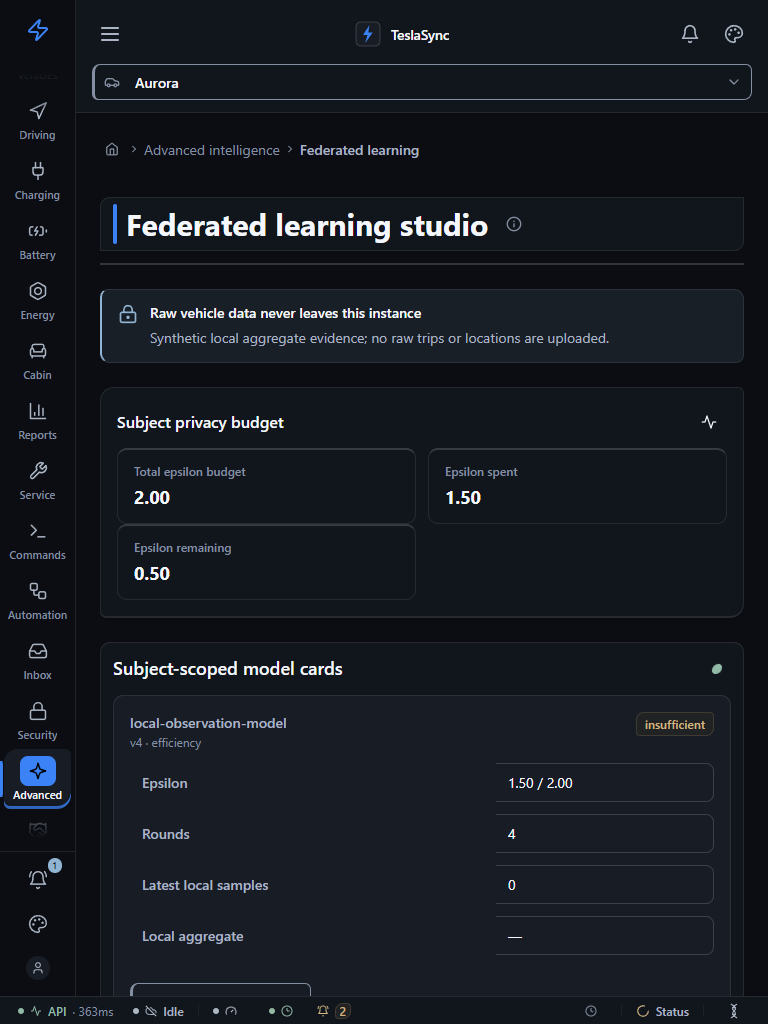 TeslaSync
Aurora
Driving
Charging
Battery
Energy
Cabin
Reports
Service
Commands
Automation
Inbox
Security
Advanced
1
Advanced intelligence
Federated learning
Federated learning studio
Raw vehicle data never leaves this instance
Synthetic local aggregate evidence; no raw trips or locations are uploaded.
Subject privacy budget
Total epsilon budget
2.00
Epsilon spent
1.50
Epsilon remaining
0.50
Subject-scoped model cards
local-observation-model
insufficient
v4 · efficiency
Epsilon 1.50 / 2.00
Rounds 4
Latest local samples 0
Local aggregate —
API · 363ms
Idle
2
Status